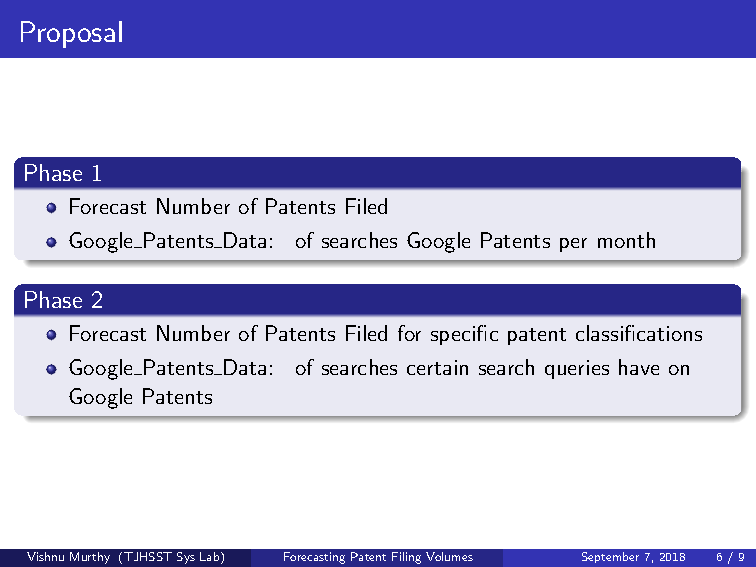 Proposal
Phase 1
Forecast Number of Patents Filed
Google_Patents_Data: of searches Google Patents per month
Phase 2
Forecast Number of Patents Filed for specific patent classifications
Google_Patents_Data: of searches certain search queries have on
Google Patents
Vishnu Murthy (TJHSST Sys Lab) Forecasting Patent Filing Volumes September 7, 2018 6 / 9